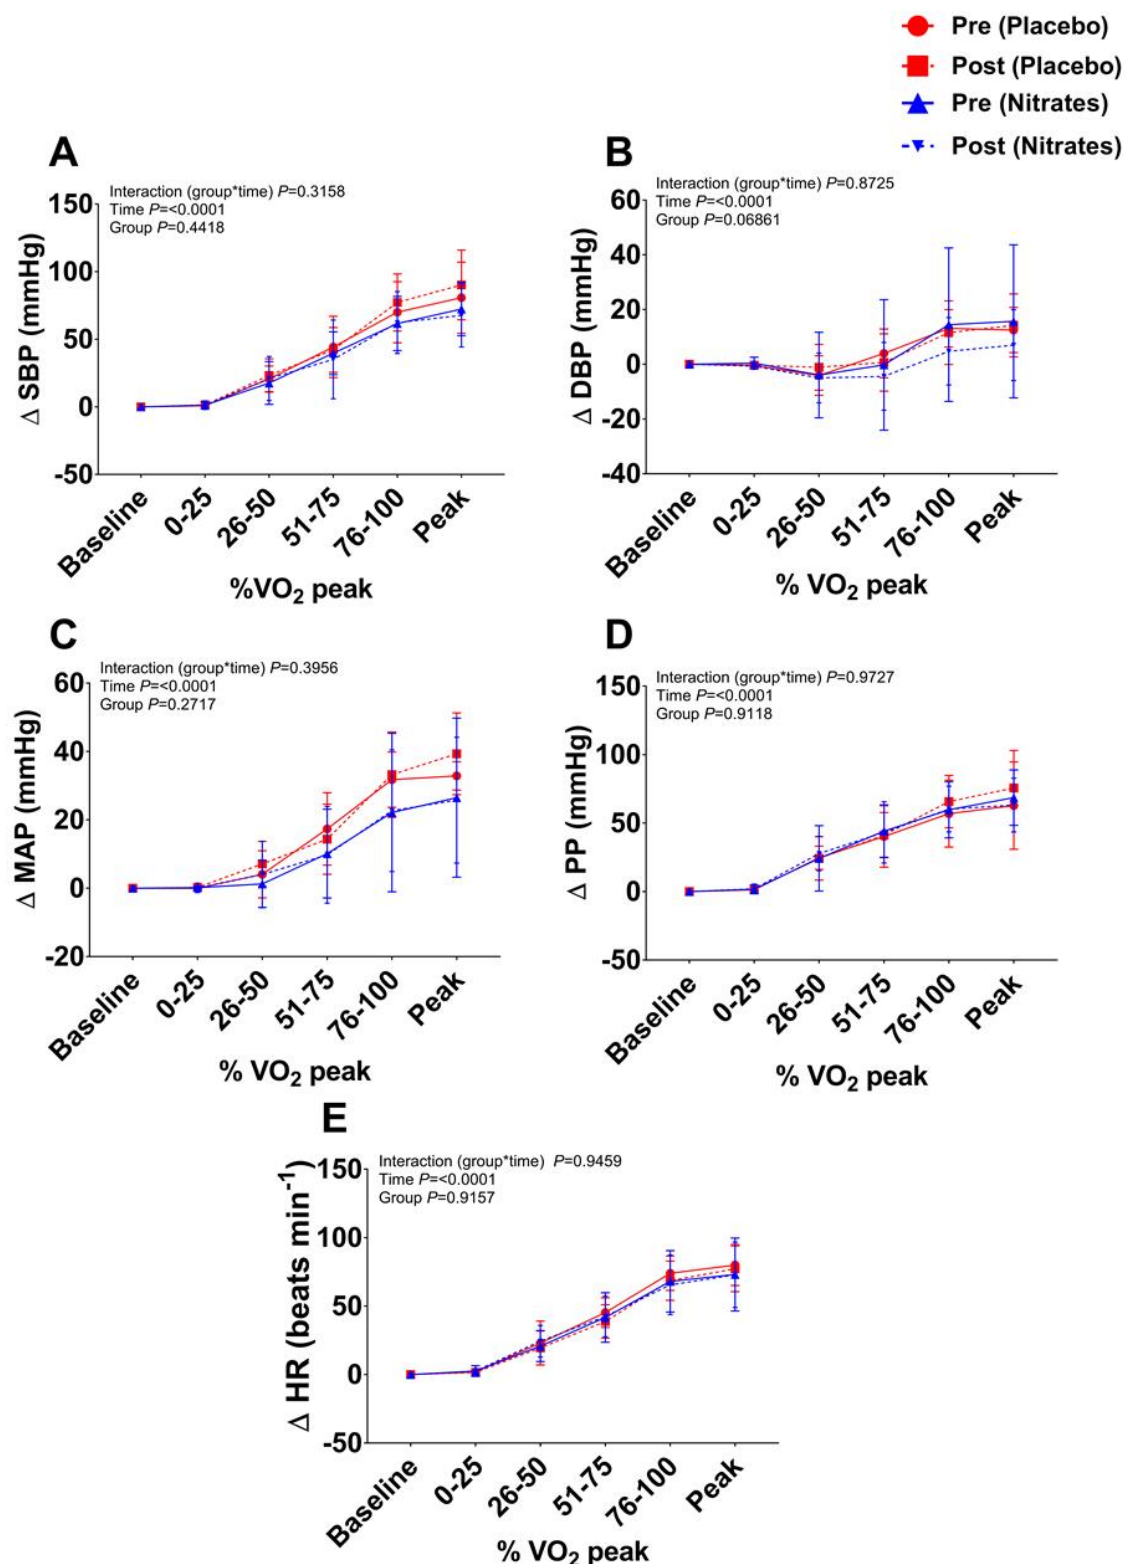 Pre (Placebo)
Post (Placebo)
Pre (Nitrates)
Post (Nitrates)
A
Interaction (group*time) P=0.3158
Time P=<0.0001
Group P=0.4418
Δ SBP (mmHg)
150
100
50
0
-50
Baseline
0-25
26-50
51-75
76-100
Peak
%VO₂ peak
B
Interaction (group*time) P=0.8725
Time P=<0.0001
Group P=0.06861
Δ DBP (mmHg)
60
40
20
0
-20
-40
Baseline
0-25
26-50
51-75
76-100
Peak
% VO₂ peak
C
Interaction (group*time) P=0.3956
Time P=<0.0001
Group P=0.2717
Δ MAP (mmHg)
60
40
20
0
-20
Baseline
0-25
26-50
51-75
76-100
Peak
% VO₂ peak
D
Interaction (group*time) P=0.9727
Time P=<0.0001
Group P=0.9118
Δ PP (mmHg)
150
100
50
0
-50
Baseline
0-25
26-50
51-75
76-100
Peak
% VO₂ peak
E
Interaction (group*time) P=0.9459
Time P=<0.0001
Group P=0.9157
Δ HR (beats min⁻¹)
150
100
50
0
-50
Baseline
0-25
26-50
51-75
76-100
Peak
% VO₂ peak